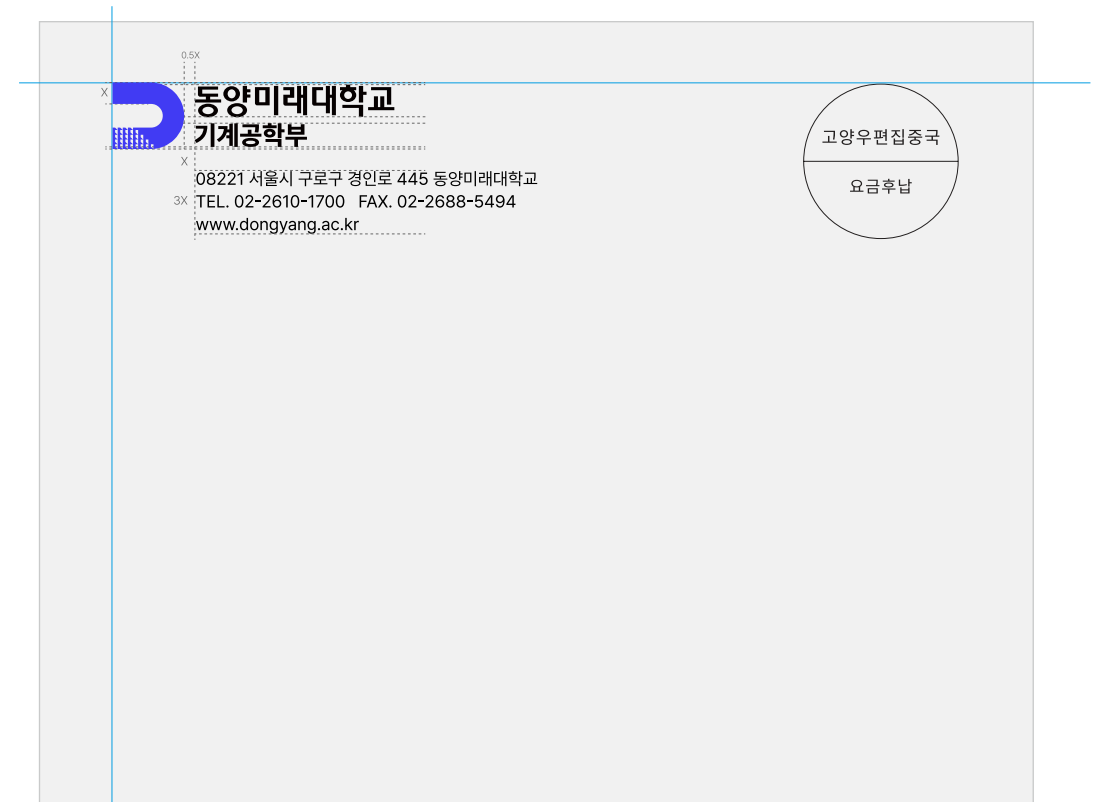 0.5X
X
동양미래대학교
기계공학부
X
3X
08221 서울시 구로구 경인로 445 동양미래대학교
TEL. 02-2610-1700 FAX. 02-2688-5494
www.dongyang.ac.kr
고양우편집중국
요금후납